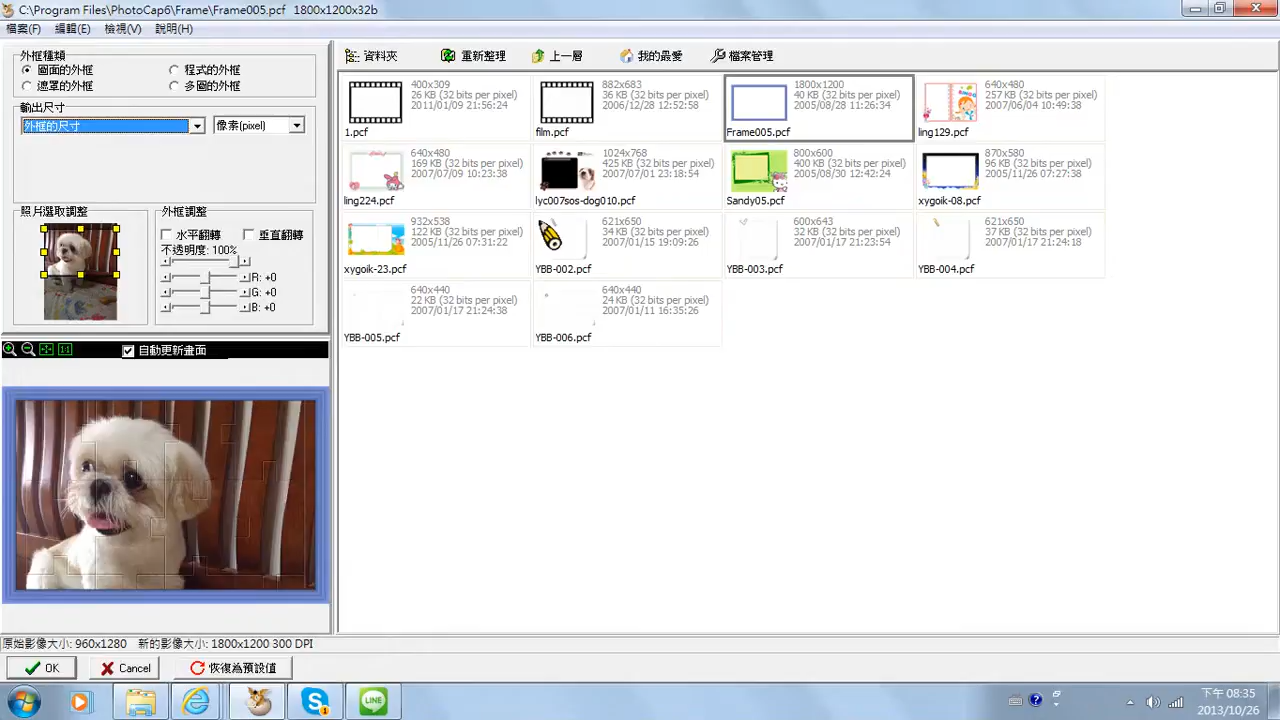 C:\Program Files\PhotoCap6\Frame\Frame005.pcf 1800x1200x32b
檔案(F) 編輯(E) 檢視(V) 說明(H)
外框種類
圖面的外框 程式的外框
遮罩的外框 多圖的外框
輸出尺寸
外框的尺寸 像素(pixel)
照片選取調整
外框調整
水平翻轉 垂直翻轉
不透明度: 100%
R: +0
G: +0
B: +0
自動更新畫面
資料夾 重新整理 上一層 我的最愛 檔案管理
400x309
26 KB (32 bits per pixel)
2011/01/09 21:56:24
1.pcf
882x683
36 KB (32 bits per pixel)
2006/12/28 12:52:58
film.pcf
1800x1200
40 KB (32 bits per pixel)
2005/08/28 11:26:34
Frame005.pcf
640x480
257 KB (32 bits per pixel)
2007/06/04 10:49:38
ling129.pcf
640x480
169 KB (32 bits per pixel)
2007/07/09 10:23:38
ling224.pcf
1024x768
425 KB (32 bits per pixel)
2007/07/01 23:18:54
lyc007sos-dog010.pcf
800x600
400 KB (32 bits per pixel)
2005/08/30 12:42:24
Sandy05.pcf
870x580
96 KB (32 bits per pixel)
2005/11/26 07:27:38
xygoik-08.pcf
932x538
122 KB (32 bits per pixel)
2005/11/26 07:31:22
xygoik-23.pcf
621x650
34 KB (32 bits per pixel)
2007/01/15 19:09:26
YBB-002.pcf
600x643
32 KB (32 bits per pixel)
2007/01/17 21:23:54
YBB-003.pcf
621x650
37 KB (32 bits per pixel)
2007/01/17 21:24:18
YBB-004.pcf
640x440
22 KB (32 bits per pixel)
2007/01/17 21:24:38
YBB-005.pcf
640x440
24 KB (32 bits per pixel)
2007/01/11 16:35:26
YBB-006.pcf
原始影像大小: 960x1280 新的影像大小: 1800x1200 300 DPI
OK Cancel 恢復為預設值
LINE
下午 08:35
2013/10/26